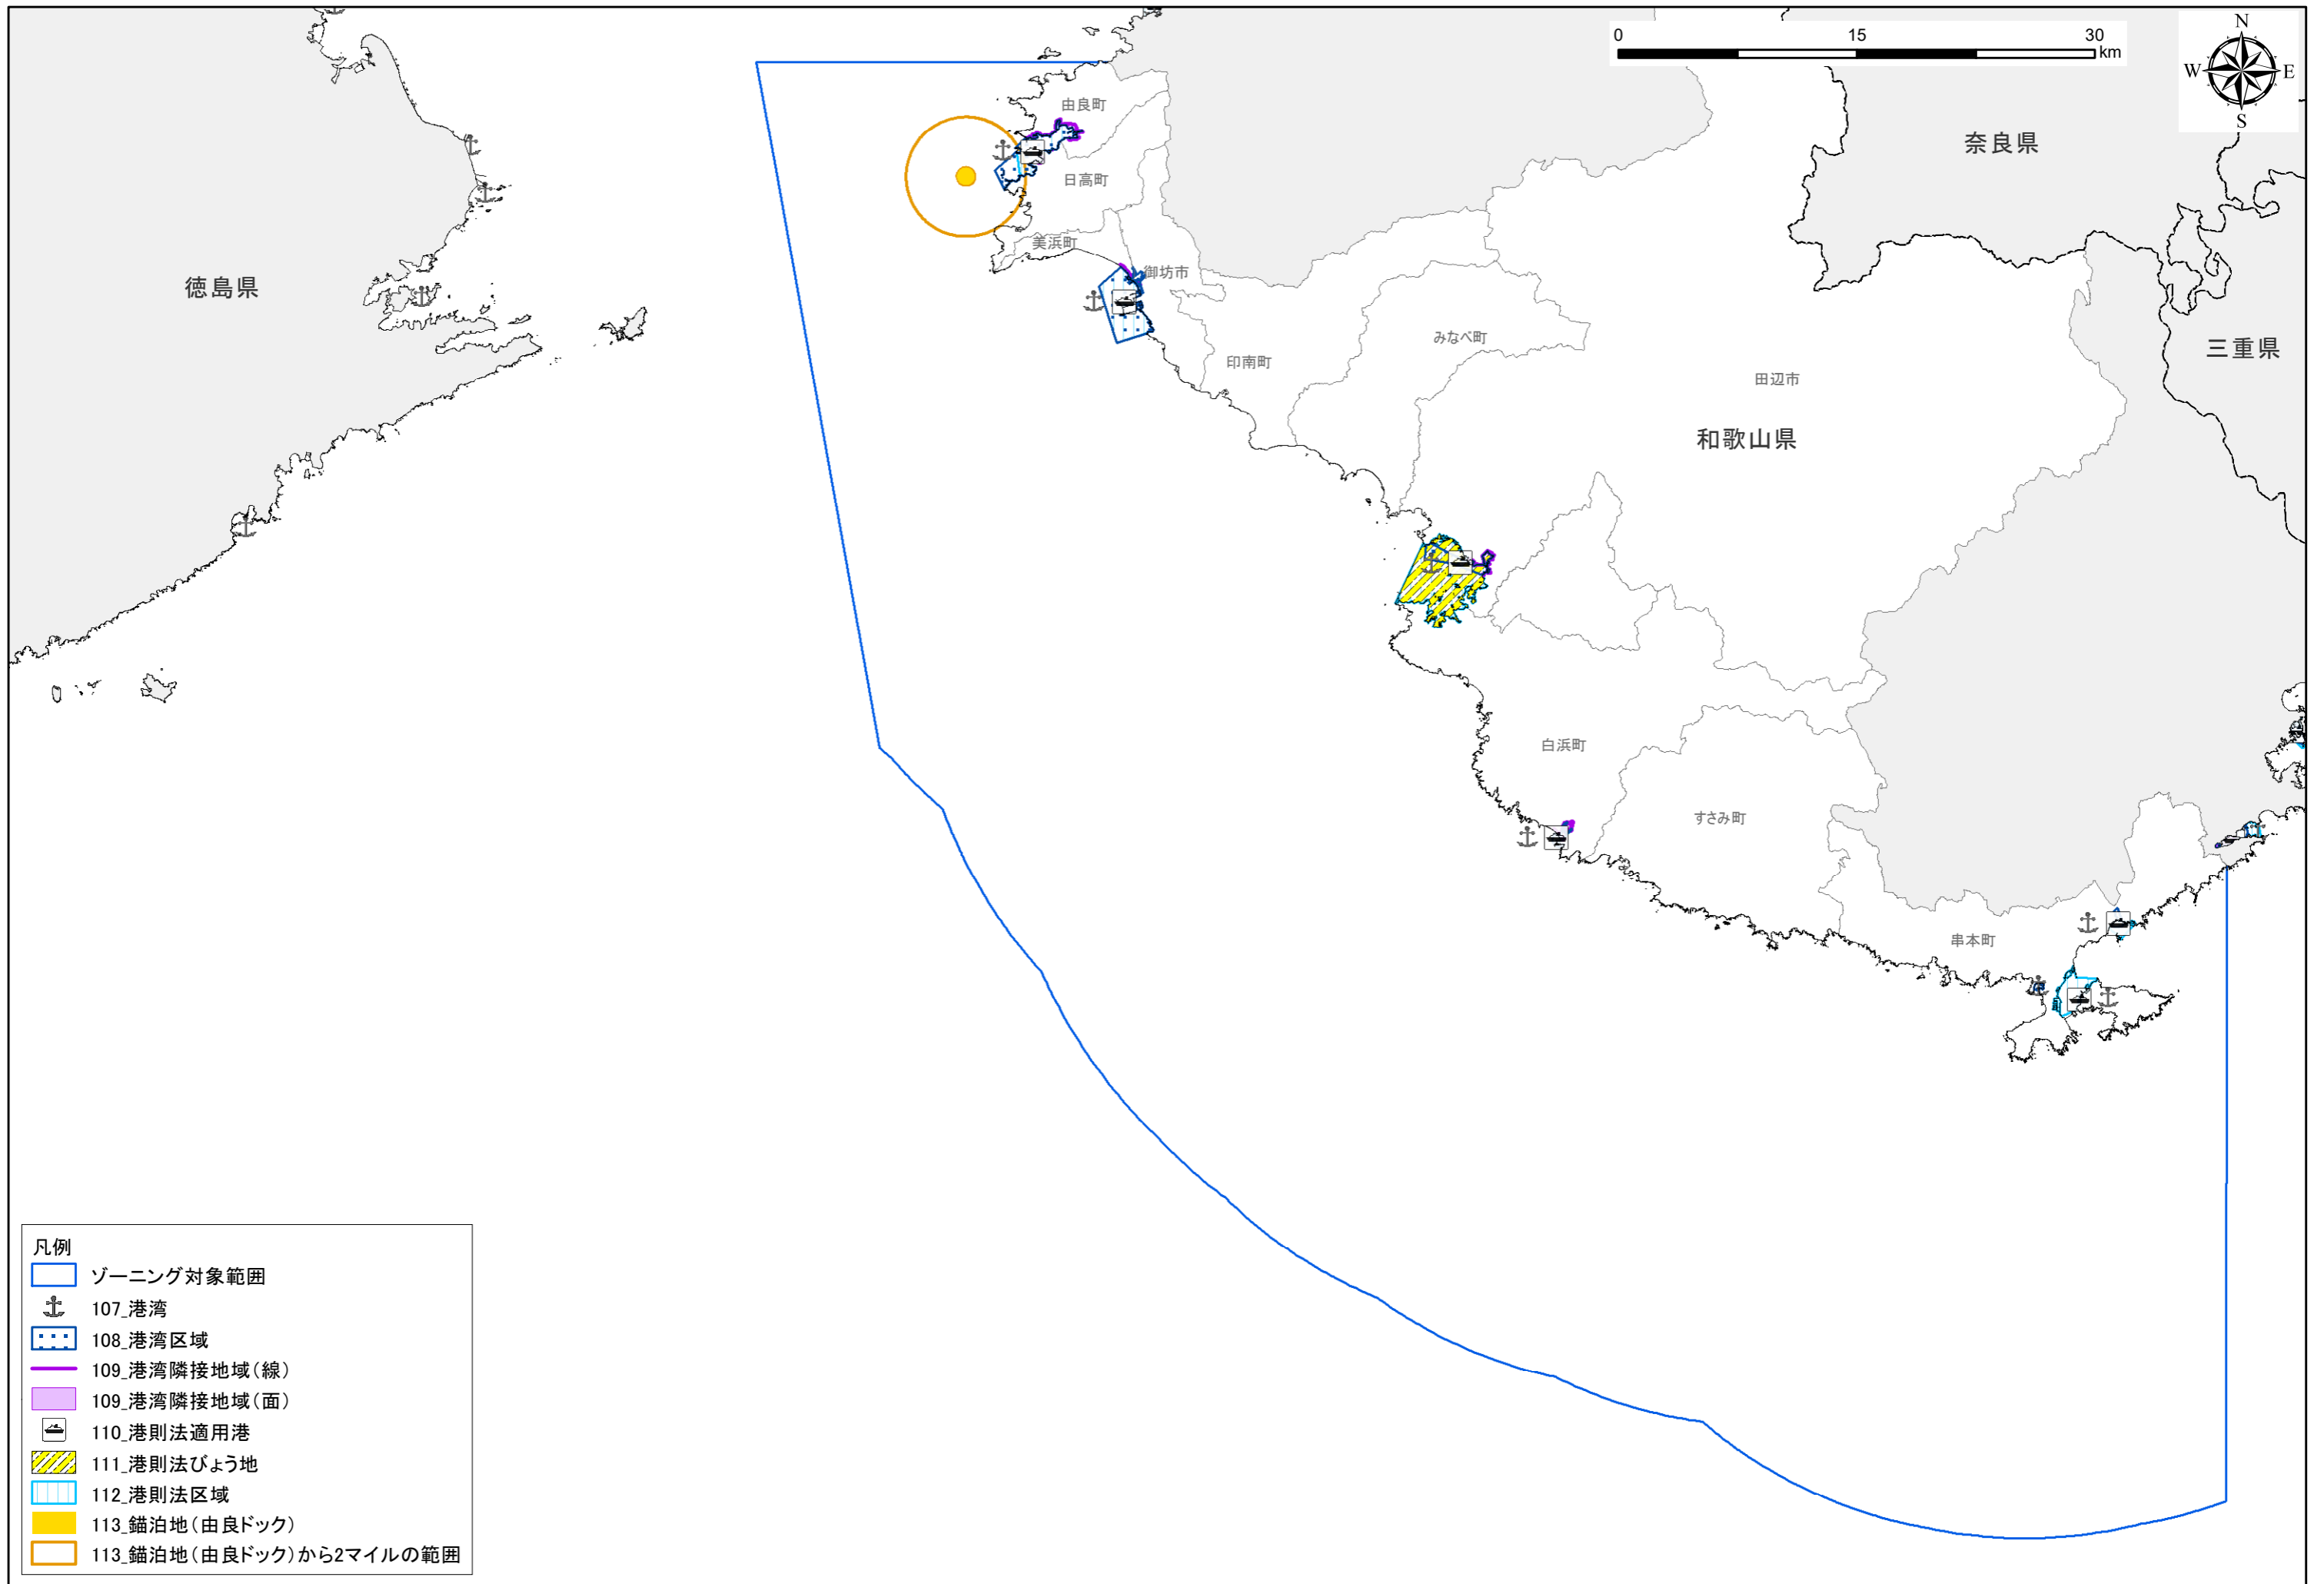 0 15 30
km
N
W E
S
由良町
奈良県
日高町
美浜町
御坊市
徳島県
三重県
みなべ町
印南町
田辺市
和歌山県
白浜町
すさみ町
串本町
凡例
ゾーニング対象範囲
107_港湾
108_港湾区域
109_港湾隣接地域(線)
109_港湾隣接地域(面)
110_港則法適用港
111_港則法びょう地
112_港則法区域
113_錨泊地(由良ドック)
113_錨泊地(由良ドック)から2マイルの範囲